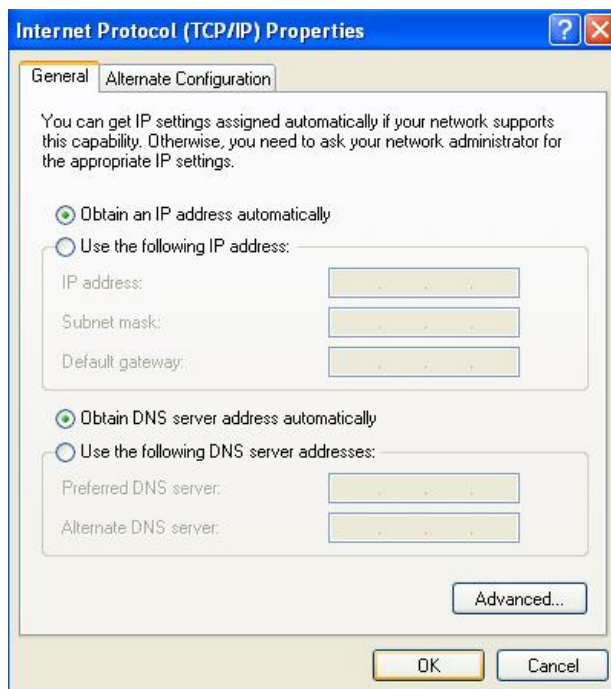 Internet Protocol (TCP/IP) Properties
General
Alternate Configuration
You can get IP settings assigned automatically if your network supports
this capability. Otherwise, you need to ask your network administrator for
the appropriate IP settings.
Obtain an IP address automatically
Use the following IP address:
IP address:
Subnet mask:
Default gateway:
Obtain DNS server address automatically
Use the following DNS server addresses:
Preferred DNS server:
Alternate DNS server:
Advanced...
OK
Cancel